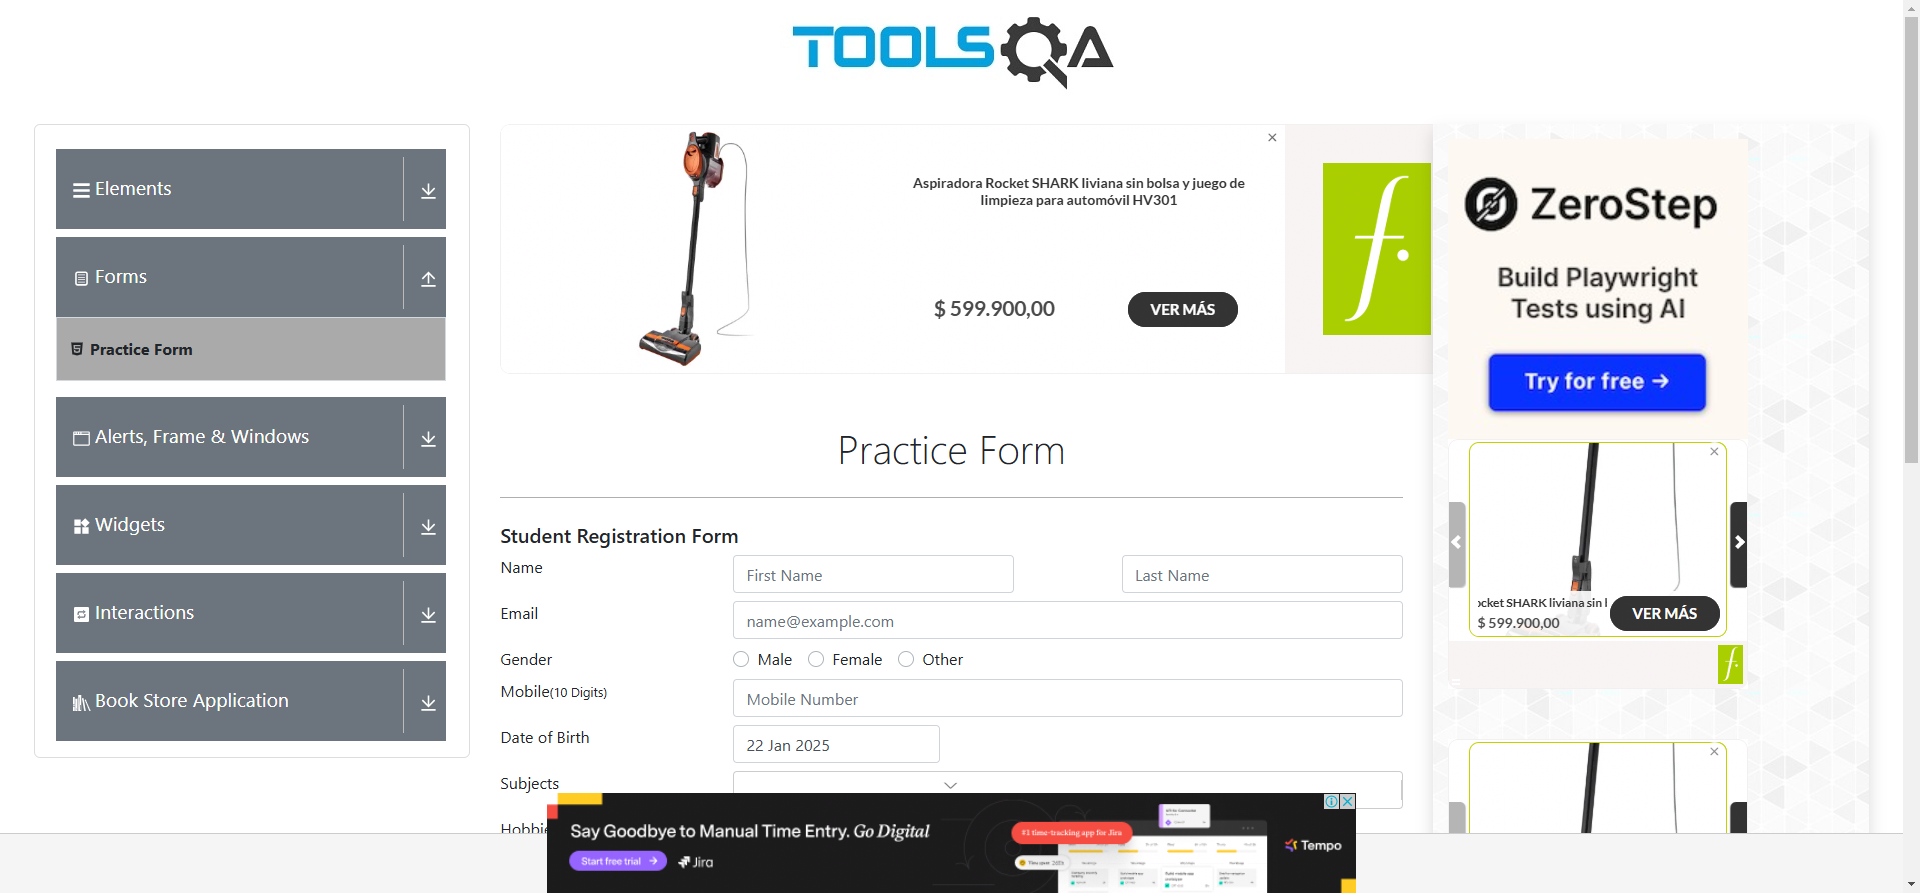 TOOLSQA
Elements
Forms
Practice Form
Alerts, Frame & Windows
Widgets
Interactions
Book Store Application
Aspiradora Rocket SHARK liviana sin bolsa y juego de
limpieza para automóvil HV301
$ 599.900,00
VER MÁS
f.
Practice Form
Student Registration Form
Name
First Name
Last Name
Email
name@example.com
Gender
Male
Female
Other
Mobile(10 Digits)
Mobile Number
Date of Birth
22 Jan 2025
Subjects
ZeroStep
Build Playwright
Tests using AI
Try for free →
SHARK liviana sin
$ 599.900,00
VER MÁS
f.
Say Goodbye to Manual Time Entry. Go Digital
Start free trial →
Jira
#1 time-tracking app for Jira
Tempo